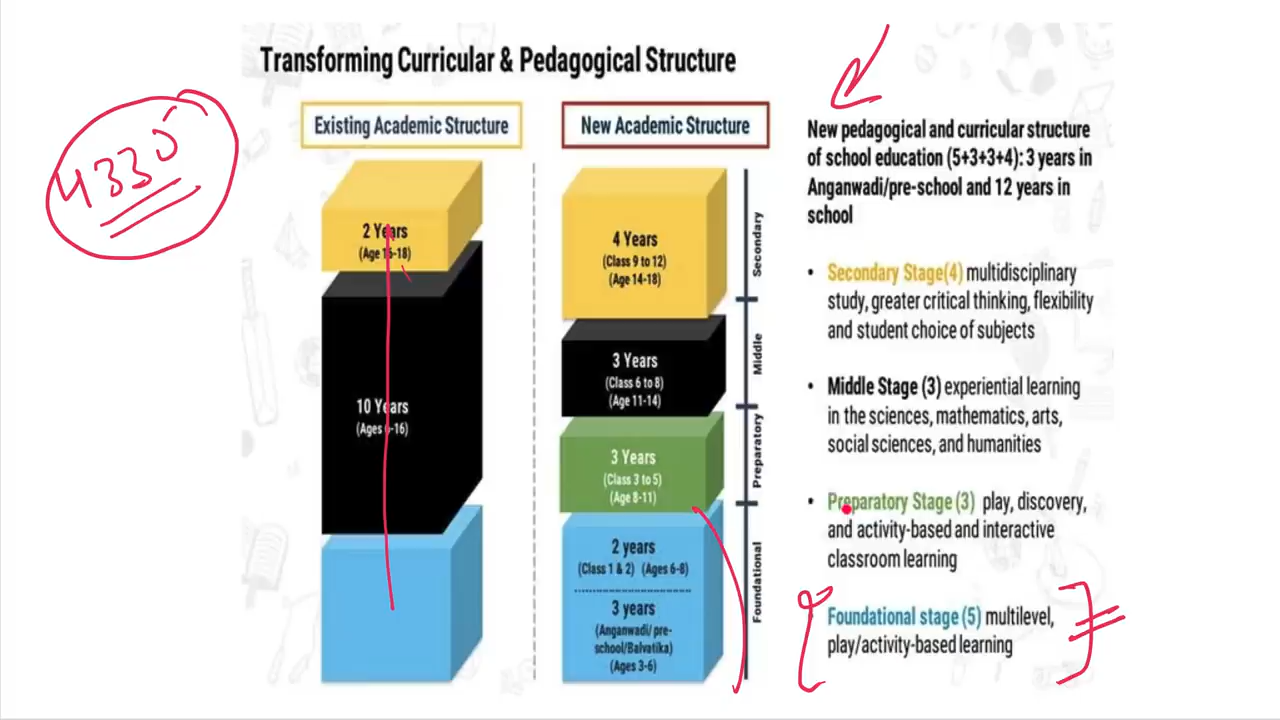 Transforming Curricular & Pedagogical Structure
Existing Academic Structure
2 Years
(Age 16-18)
10 Years
(Ages 6-16)
New Academic Structure
4 Years
(Class 9 to 12)
(Age 14-18)
Secondary
3 Years
(Class 6 to 8)
(Age 11-14)
Middle
3 Years
(Class 3 to 5)
(Age 8-11)
Preparatory
2 years
(Class 1 & 2) (Ages 6-8)
3 years
(Anganwadi/ pre-
school/Balvatika)
(Ages 3-6)
Foundational
New pedagogical and curricular structure
of school education (5+3+3+4): 3 years in
Anganwadi/pre-school and 12 years in
school
• Secondary Stage(4) multidisciplinary
study, greater critical thinking, flexibility
and student choice of subjects
• Middle Stage (3) experiential learning
in the sciences, mathematics, arts,
social sciences, and humanities
• Preparatory Stage (3) play, discovery,
and activity-based and interactive
classroom learning
Foundational stage (5) multilevel,
play/activity-based learning